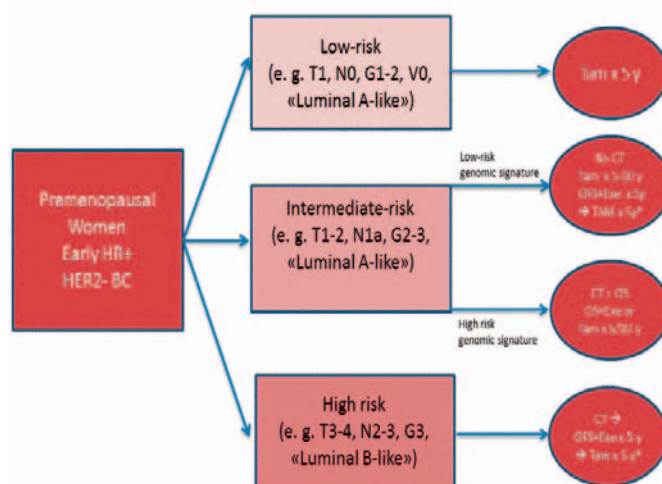 Premenopausal
Women
Early HR+
HER2- BC
Low-risk
(e. g. T1, N0, G1-2, V0,
«Luminal A-like»)
Tam x 5 y
Intermediate-risk
(e. g. T1-2, N1a, G2-3,
«Luminal A-like»)
Low-risk
genomic signature
No CT
Tam x 5-10 y
OFS+Exe x 5y
→ TAM x 5y*
High risk
genomic signature
CT
OFS+Exe or
Tam x 5/10 y
High risk
(e. g. T3-4, N2-3, G3,
«Luminal B-like»)
CT →
OFS+Exe x 5 y
→ Tam x 5 y*